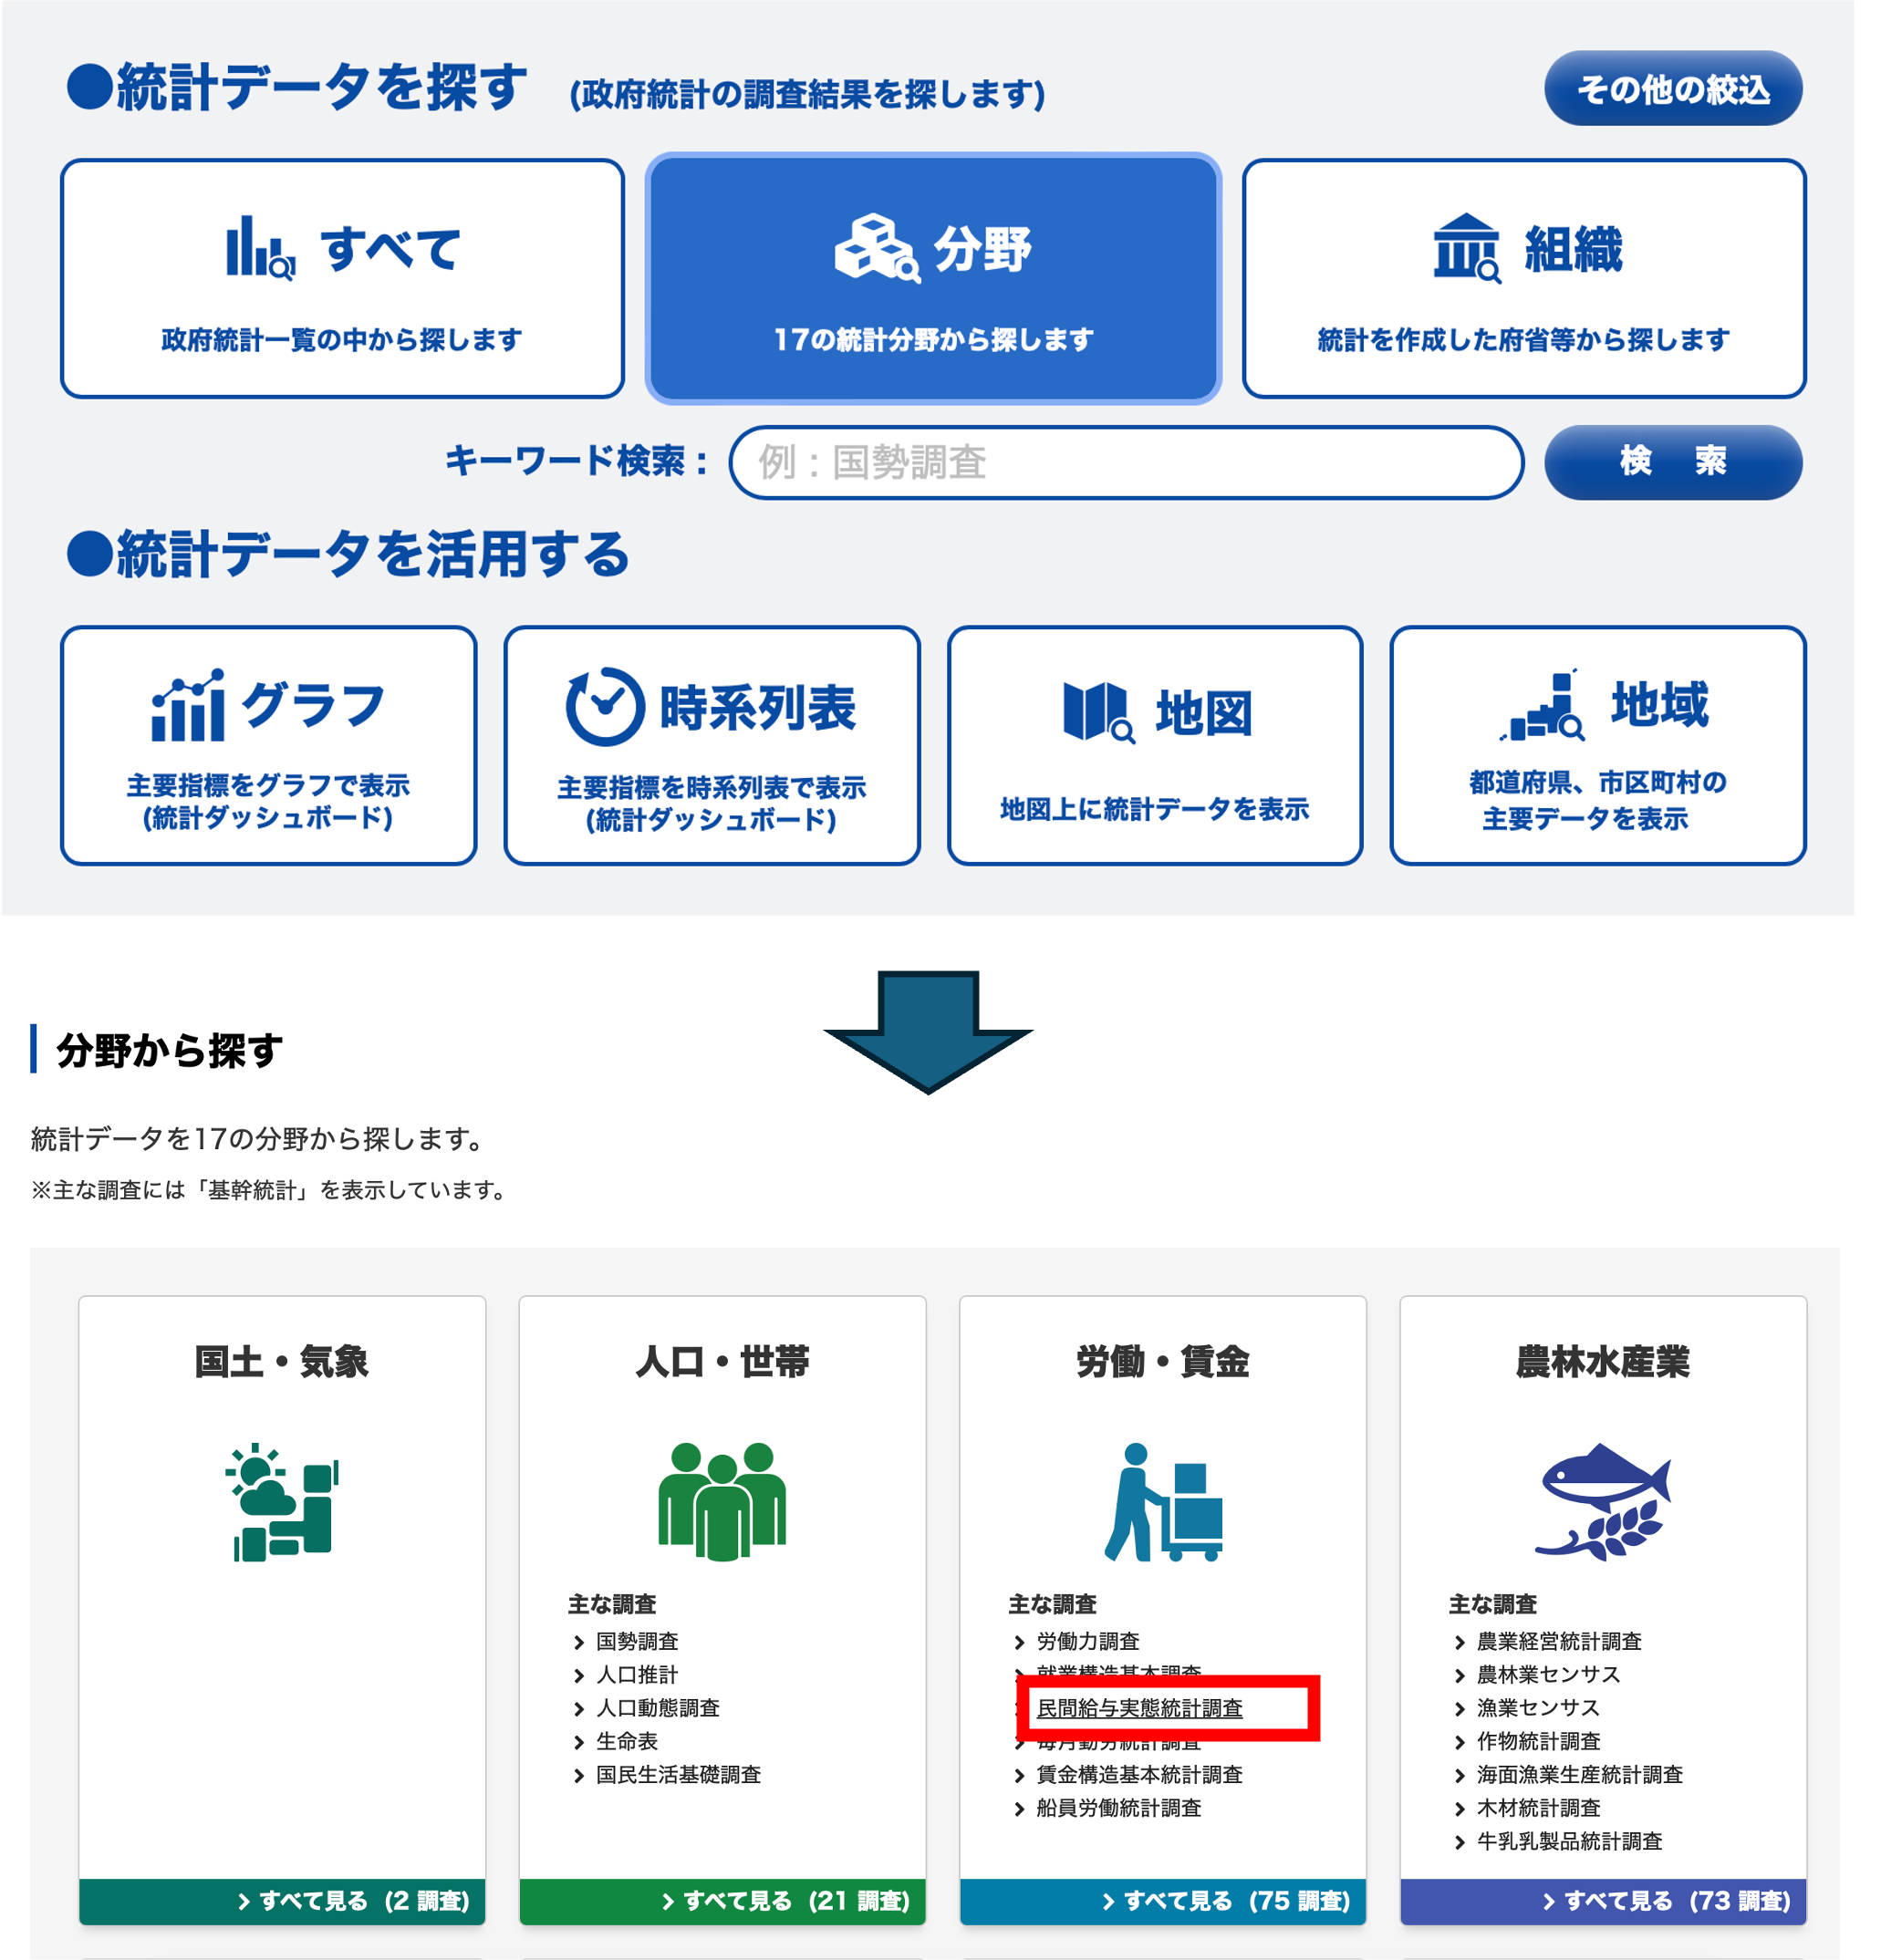 ●統計データを探す (政府統計の調査結果を探します)
その他の絞込
すべて
政府統計一覧の中から探します
分野
17の統計分野から探します
組織
統計を作成した府省等から探します
キーワード検索：
例：国勢調査
検 索
●統計データを活用する
グラフ
主要指標をグラフで表示
(統計ダッシュボード)
時系列表
主要指標を時系列表で表示
(統計ダッシュボード)
地図
地図上に統計データを表示
地域
都道府県、市区町村の
主要データを表示
分野から探す
統計データを17の分野から探します。
※主な調査には「基幹統計」を表示しています。
国土・気象
すべて見る (2 調査)
人口・世帯
主な調査
国勢調査
人口推計
人口動態調査
生命表
国民生活基礎調査
すべて見る (21 調査)
労働・賃金
主な調査
労働力調査
就業構造基本調査
民間給与実態統計調査
毎月勤労統計調査
賃金構造基本統計調査
船員労働統計調査
すべて見る (75 調査)
農林水産業
主な調査
農業経営統計調査
農林業センサス
漁業センサス
作物統計調査
海面漁業生産統計調査
木材統計調査
牛乳乳製品統計調査
すべて見る (73 調査)